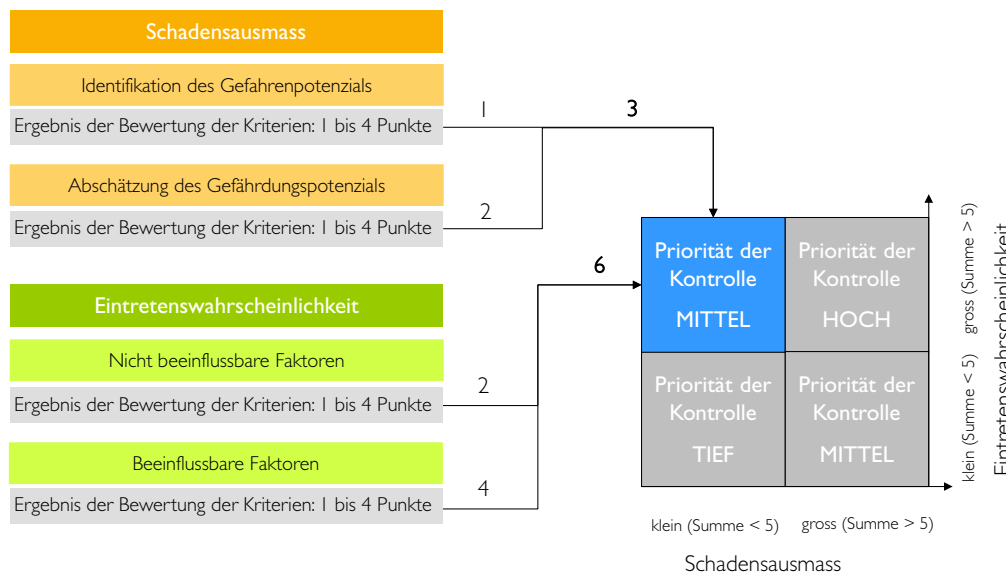 Schadensausmass
Identifikation des Gefahrenpotenzials
Ergebnis der Bewertung der Kriterien: 1 bis 4 Punkte
1
3
Abschätzung des Gefährdungspotenzials
Ergebnis der Bewertung der Kriterien: 1 bis 4 Punkte
2
6
Eintretenswahrscheinlichkeit
Nicht beeinflussbare Faktoren
Ergebnis der Bewertung der Kriterien: 1 bis 4 Punkte
2
Beeinflussbare Faktoren
Ergebnis der Bewertung der Kriterien: 1 bis 4 Punkte
4
Priorität der
Kontrolle
MITTEL
Priorität der
Kontrolle
HOCH
Priorität der
Kontrolle
TIEF
Priorität der
Kontrolle
MITTEL
klein (Summe < 5)
gross (Summe > 5)
Schadensausmass
klein (Summe < 5)
gross (Summe > 5)
Eintretenswahrscheinlichkeit